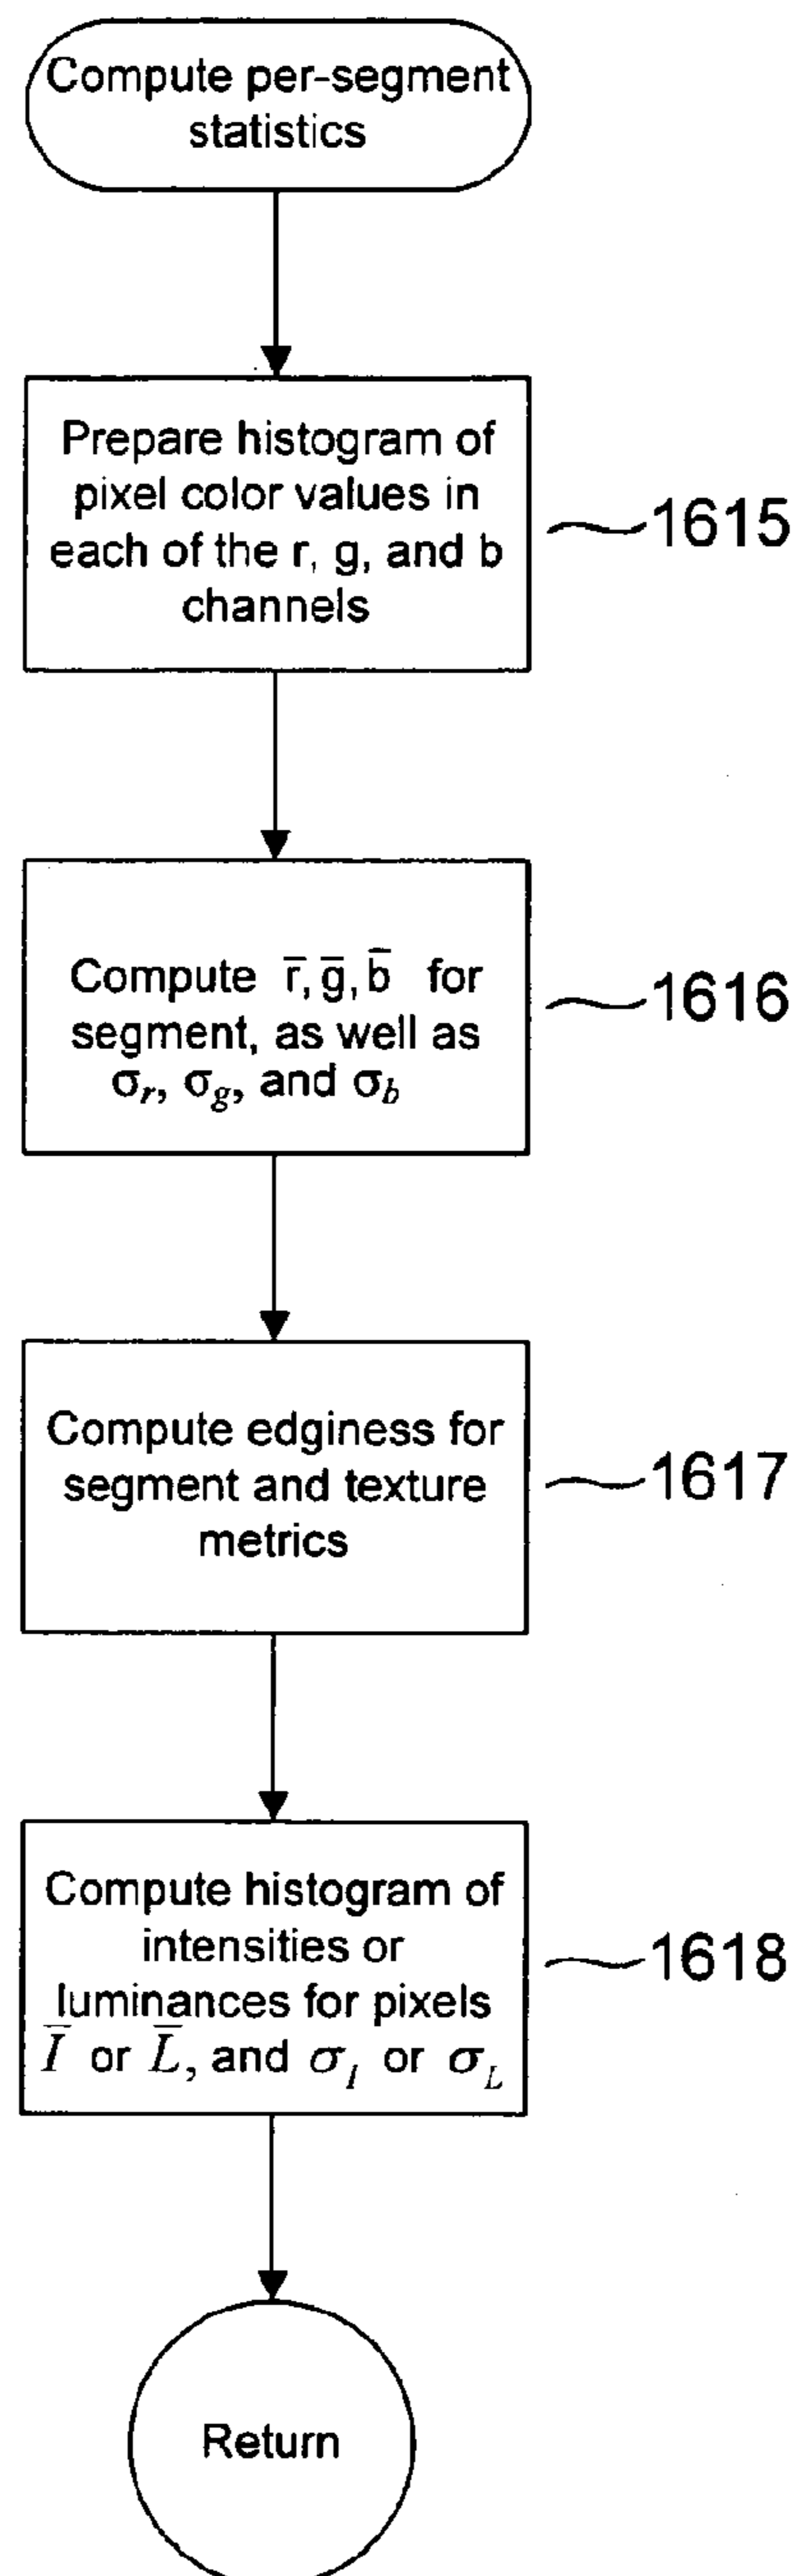 Compute per-segment
statistics
Prepare histogram of
pixel color values in
each of the r, g, and b
channels
1615
Compute r̅, g̅, b̅ for
segment, as well as
σr, σg, and σb
1616
Compute edginess for
segment and texture
metrics
1617
Compute histogram of
intensities or
luminances for pixels
I̅ or L̅, and σI or σL
1618
Return